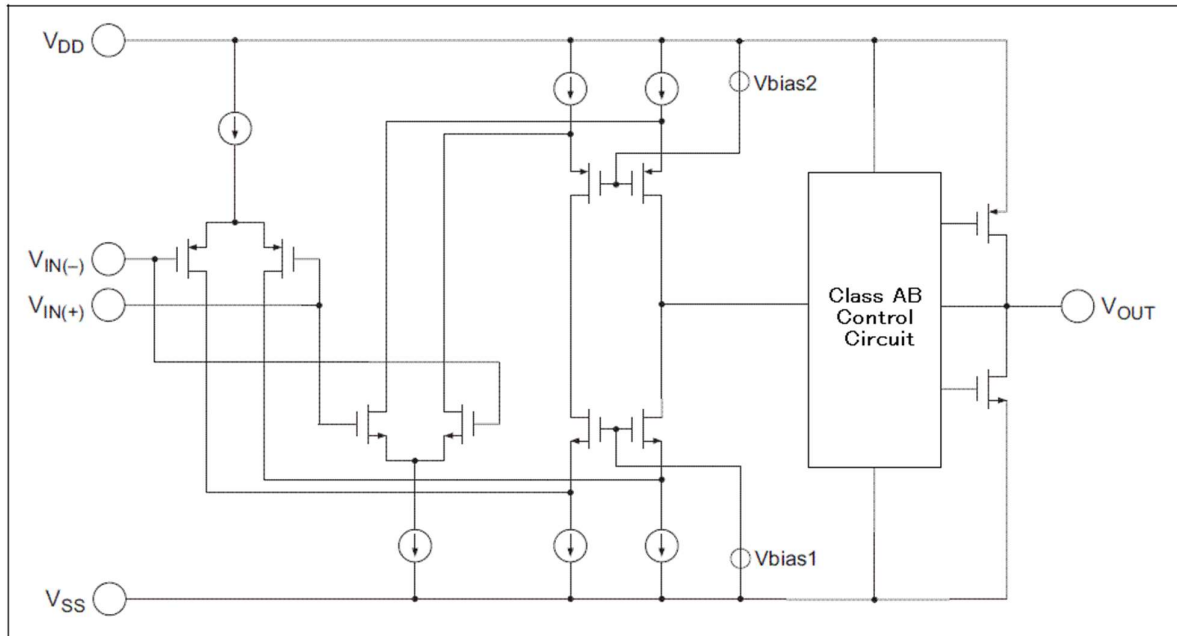 VDD
Vbias2
VIN(–)
VIN(+)
Class AB
Control
Circuit
VOUT
Vbias1
VSS